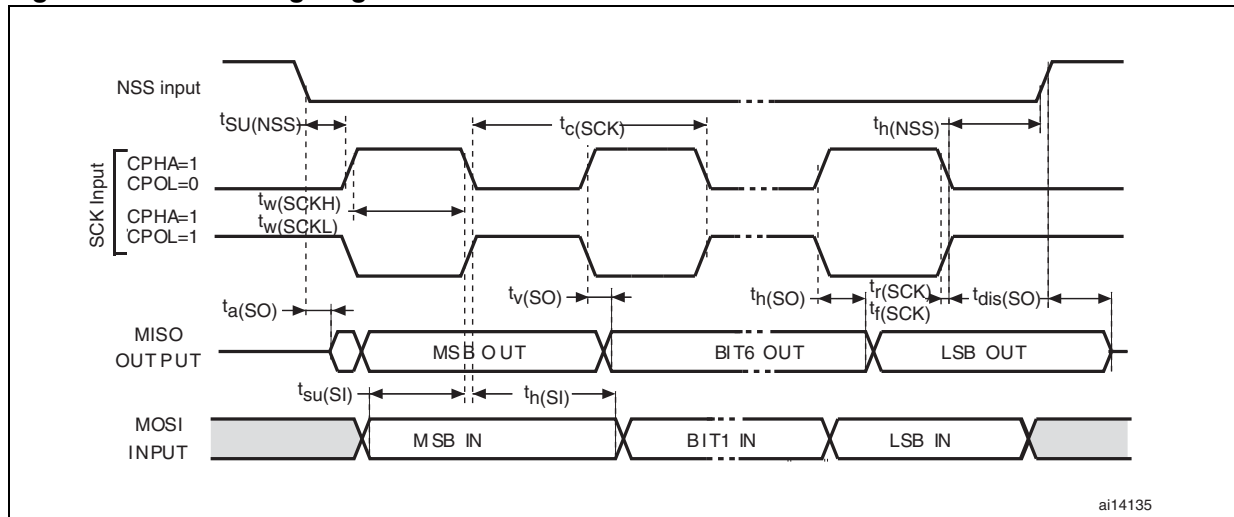 NSS input
tSU(NSS)
tc(SCK)
th(NSS)
SCK Input
CPHA=1
CPOL=0
tw(SCKH)
tw(SCKL)
CPHA=1
CPOL=1
ta(SO)
tv(SO)
th(SO)
tr(SCK)
tf(SCK)
tdis(SO)
MISO
OUTPUT
MSB OUT
BIT6 OUT
LSB OUT
tsu(SI)
th(SI)
MOSI
INPUT
MSB IN
BIT1 IN
LSB IN
ai14135